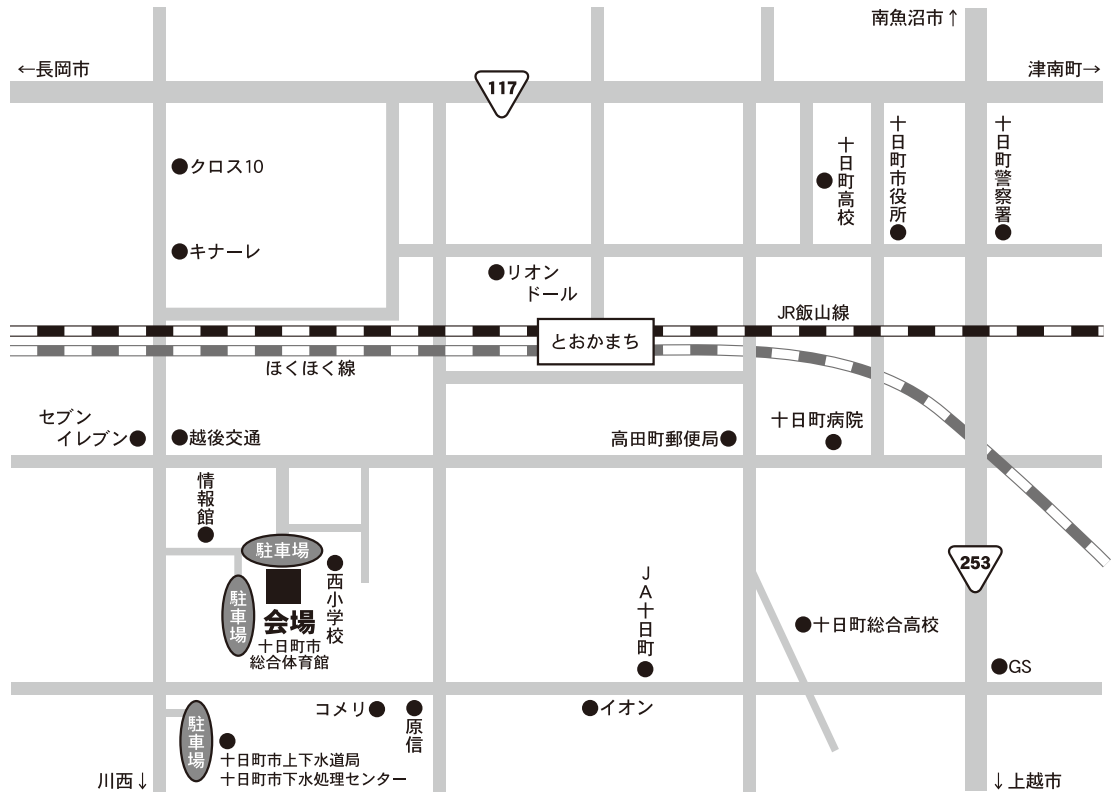 南魚沼市↑
←長岡市
津南町→
117
十日町市役所
十日町警察署
十日町高校
クロス10
キナーレ
リオン
ドール
JR飯山線
とおかまち
ほくほく線
セブン
イレブン
越後交通
高田町郵便局
十日町病院
情報館
駐車場
西小学校
駐車場
会場
十日町市
総合体育館
JA十日町
253
十日町総合高校
GS
コメリ
原信
イオン
駐車場
十日町市上下水道局
十日町市下水処理センター
川西↓
↓上越市